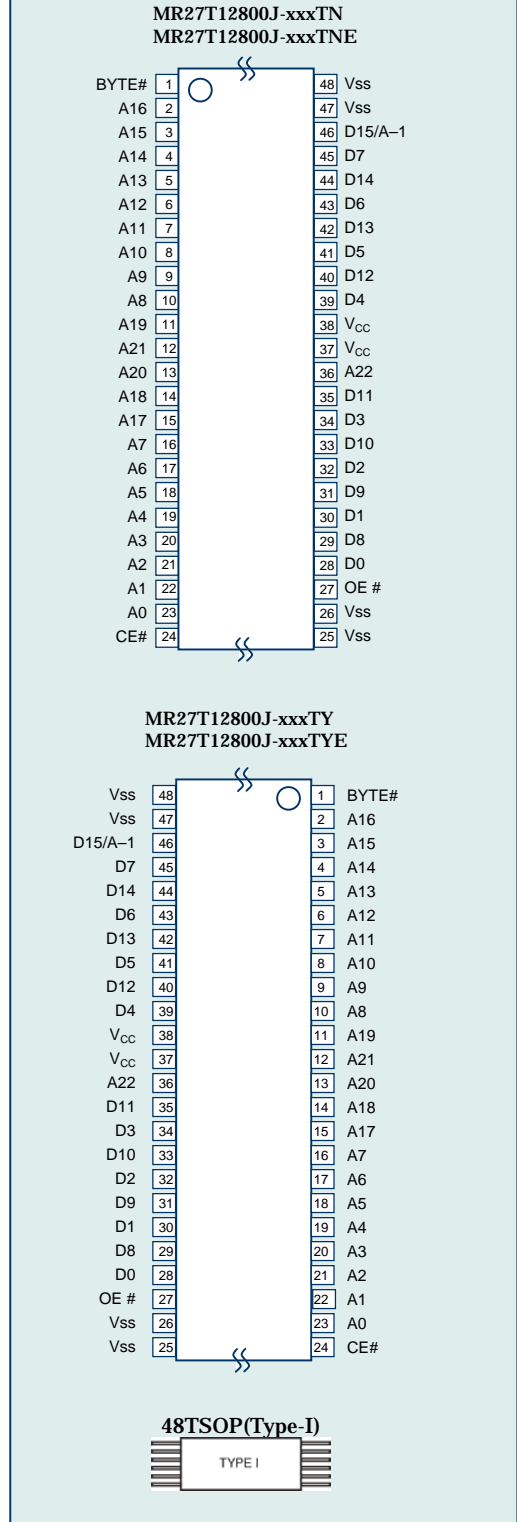 MR27T12800J-xxxTN
MR27T12800J-xxxTNE
BYTE# 1 48 Vss
A16 2 47 Vss
A15 3 46 D15/A–1
A14 4 45 D7
A13 5 44 D14
A12 6 43 D6
A11 7 42 D13
A10 8 41 D5
A9 9 40 D12
A8 10 39 D4
A19 11 38 VCC
A21 12 37 VCC
A20 13 36 A22
A18 14 35 D11
A17 15 34 D3
A7 16 33 D10
A6 17 32 D2
A5 18 31 D9
A4 19 30 D1
A3 20 29 D8
A2 21 28 D0
A1 22 27 OE #
A0 23 26 Vss
CE# 24 25 Vss
MR27T12800J-xxxTY
MR27T12800J-xxxTYE
Vss 48 1 BYTE#
Vss 47 2 A16
D15/A–1 46 3 A15
D7 45 4 A14
D14 44 5 A13
D6 43 6 A12
D13 42 7 A11
D5 41 8 A10
D12 40 9 A9
D4 39 10 A8
VCC 38 11 A19
VCC 37 12 A21
A22 36 13 A20
D11 35 14 A18
D3 34 15 A17
D10 33 16 A7
D2 32 17 A6
D9 31 18 A5
D1 30 19 A4
D8 29 20 A3
D0 28 21 A2
OE # 27 22 A1
Vss 26 23 A0
Vss 25 24 CE#
48TSOP(Type-I)
TYPE I